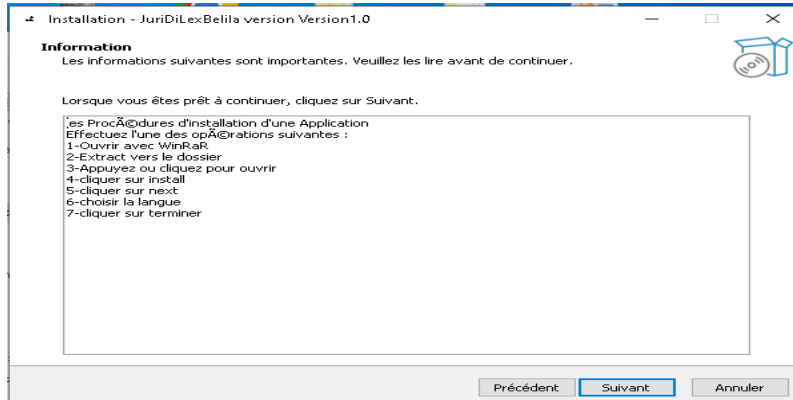 Installation - JuriDiLexBelila version Version1.0
Information
Les informations suivantes sont importantes. Veuillez les lire avant de continuer.
Lorsque vous êtes prêt à continuer, cliquez sur Suivant.
es ProcÃ©dures d'installation d'une Application
Effectuez l'une des opÃ©rations suivantes :
1-Ouvrir avec WinRaR
2-Extract vers le dossier
3-Appuyez ou cliquez pour ouvrir
4-cliquer sur install
5-cliquer sur next
6-choisir la langue
7-cliquer sur terminer
Précédent Suivant Annuler